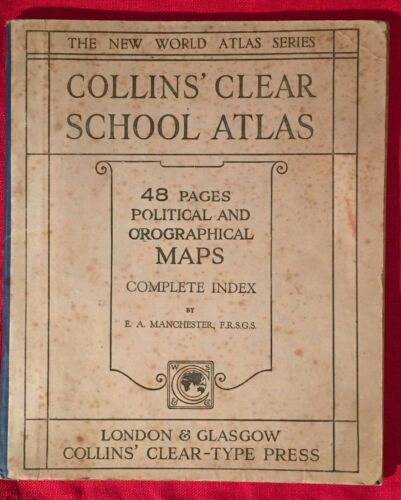 THE NEW WORLD ATLAS SERIES
COLLINS' CLEAR
SCHOOL ATLAS
48 PAGES
POLITICAL AND
OROGRAPHICAL
MAPS
COMPLETE INDEX
BY
E. A. MANCHESTER, F.R.S.G.S.
W S
LONDON & GLASGOW
COLLINS' CLEAR-TYPE PRESS